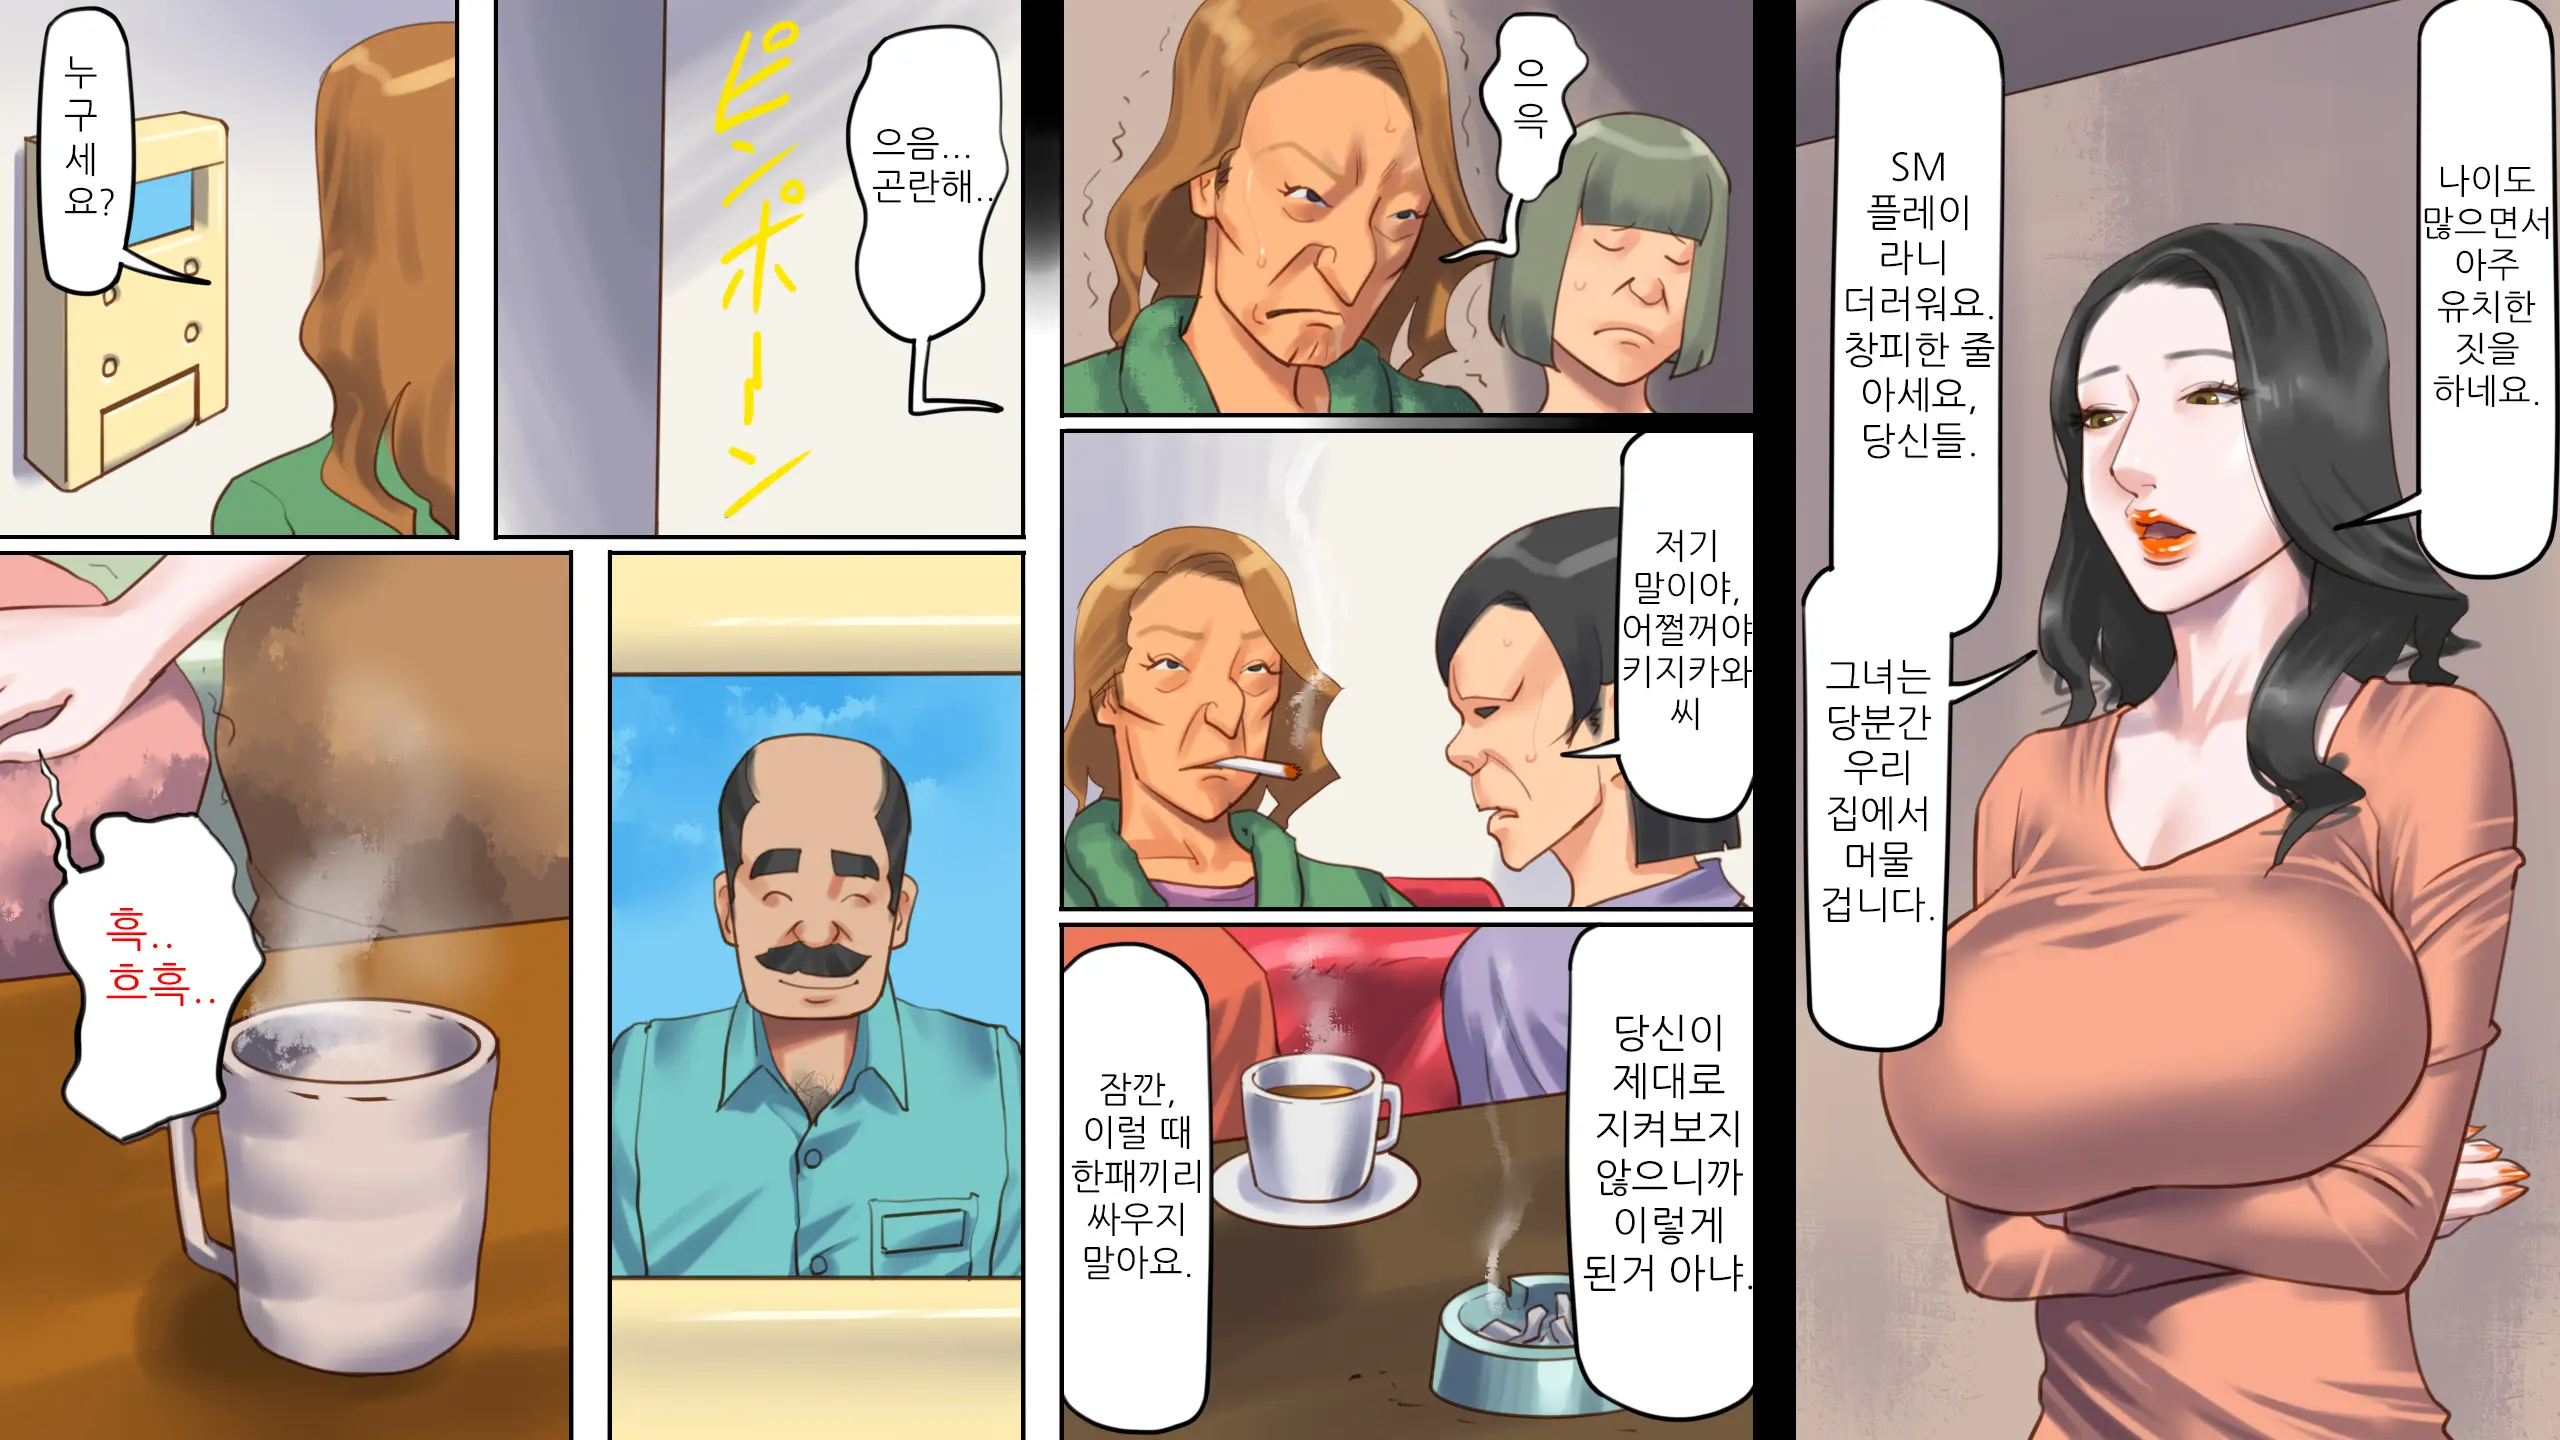 나이도
많으면서
아주
유치한
짓을
하네요.
SM
플레이
라니
더러워요.
창피한 줄
아세요,
당신들.
그녀는
당분간
우리
집에서
머물
겁니다.
으
윽
저기
말이야,
어쩔꺼야
키지카와
씨
당신이
제대로
지켜보지
않으니까
이렇게
된거 아냐.
잠깐,
이럴 때
한패끼리
싸우지
말아요.
으음...
곤란해..
ピンポーン
누
구
세
요?
흑..
흐흑..